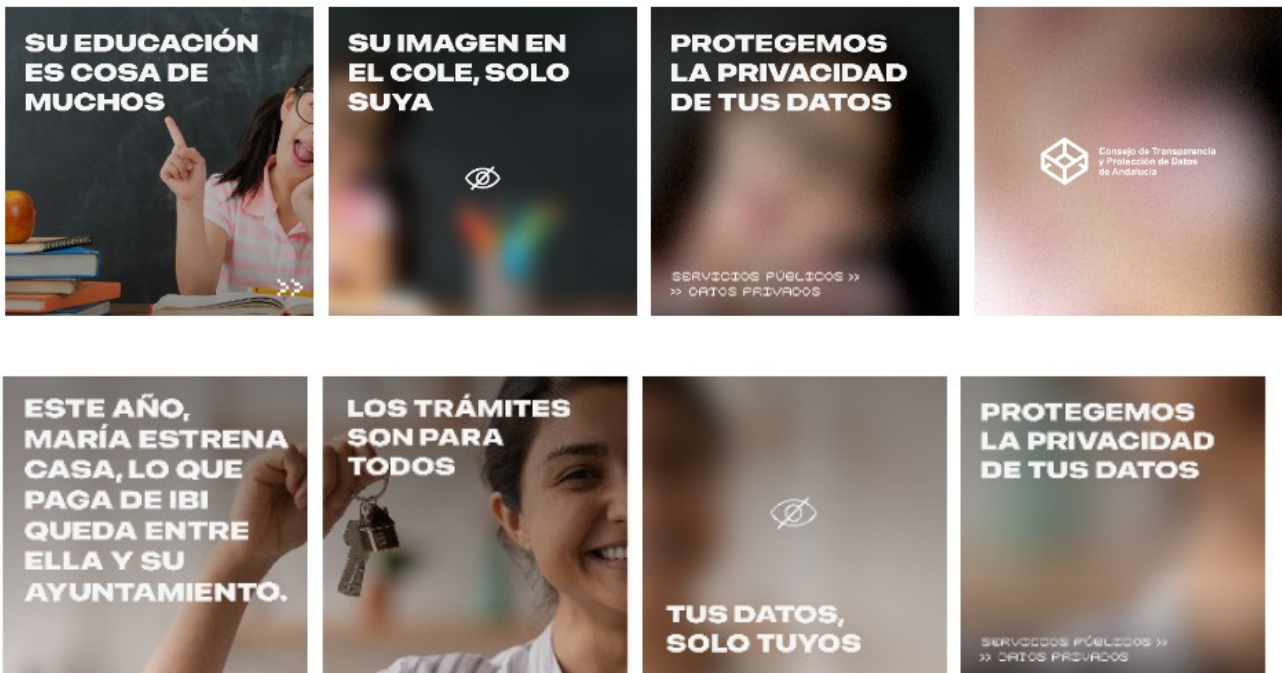 SU EDUCACIÓN
ES COSA DE
MUCHOS
>>
SU IMAGEN EN
EL COLE, SOLO
SUYA
PROTEGEMOS
LA PRIVACIDAD
DE TUS DATOS
SERVICIOS PÚBLICOS >>
>> DATOS PRIVADOS
Consejo de Transparencia
y Protección de Datos
de Andalucía
ESTE AÑO,
MARÍA ESTRENA
CASA, LO QUE
PAGA DE IBI
QUEDA ENTRE
ELLA Y SU
AYUNTAMIENTO.
LOS TRÁMITES
SON PARA
TODOS
TUS DATOS,
SOLO TUYOS
PROTEGEMOS
LA PRIVACIDAD
DE TUS DATOS
SERVICIOS PÚBLICOS >>
>> DATOS PRIVADOS